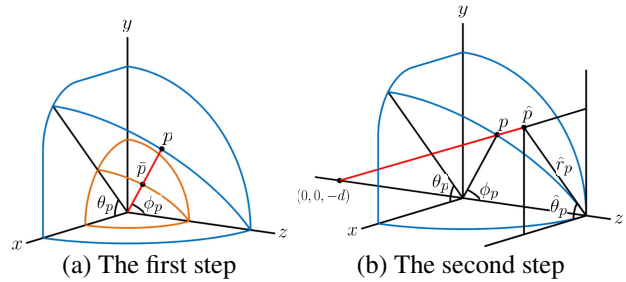 y
p
p̄
θₚ
ϕₚ
x
z
(a) The first step
y
p
p̂
r̂ₚ
(0, 0, −d)
θₚ
ϕₚ
θ̂ₚ
x
z
(b) The second step